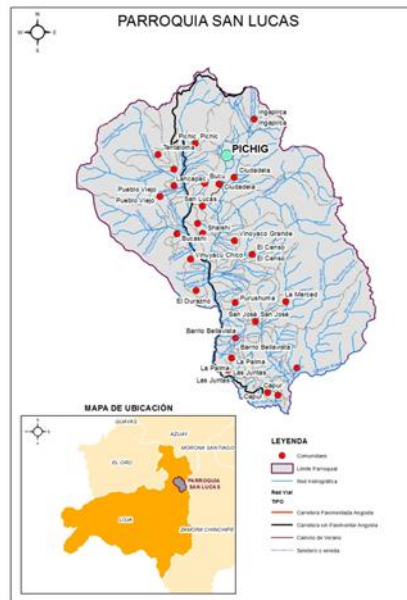 PARROQUIA SAN LUCAS
N
W
E
S
Ingapirca
Ingapirca
Pichic
Pichic
PICHIG
Tenloma
Ciudadela
Lancapac
Bucu
Ciudadela
Pueblo Viejo
Pueblo Viejo
San Lucas
Shalshi
Bucashi
Vinoyaco Grande
El Censo
El Censo
Vinuyacu Chico
El Durazno
Purushuma
La Merced
San José
San José
Barrio Bellavista
Barrio Bellavista
La Palma
La Palma
Las Juntas
Las Juntas
Capur
Capur
MAPA DE UBICACIÓN
GUAYAS
AZUAY
MORONA SANTIAGO
EL ORO
PARROQUIA
SAN LUCAS
LOJA
ZAMORA CHINCHIPE
LEYENDA
Comunidades
Límite Parroquial
Red hidrográfica
Red Vial
TIPO
Carretera Pavimentada Angosta
Carretera sin Pavimentar Angosta
Camino de Verano
Sendero o vereda